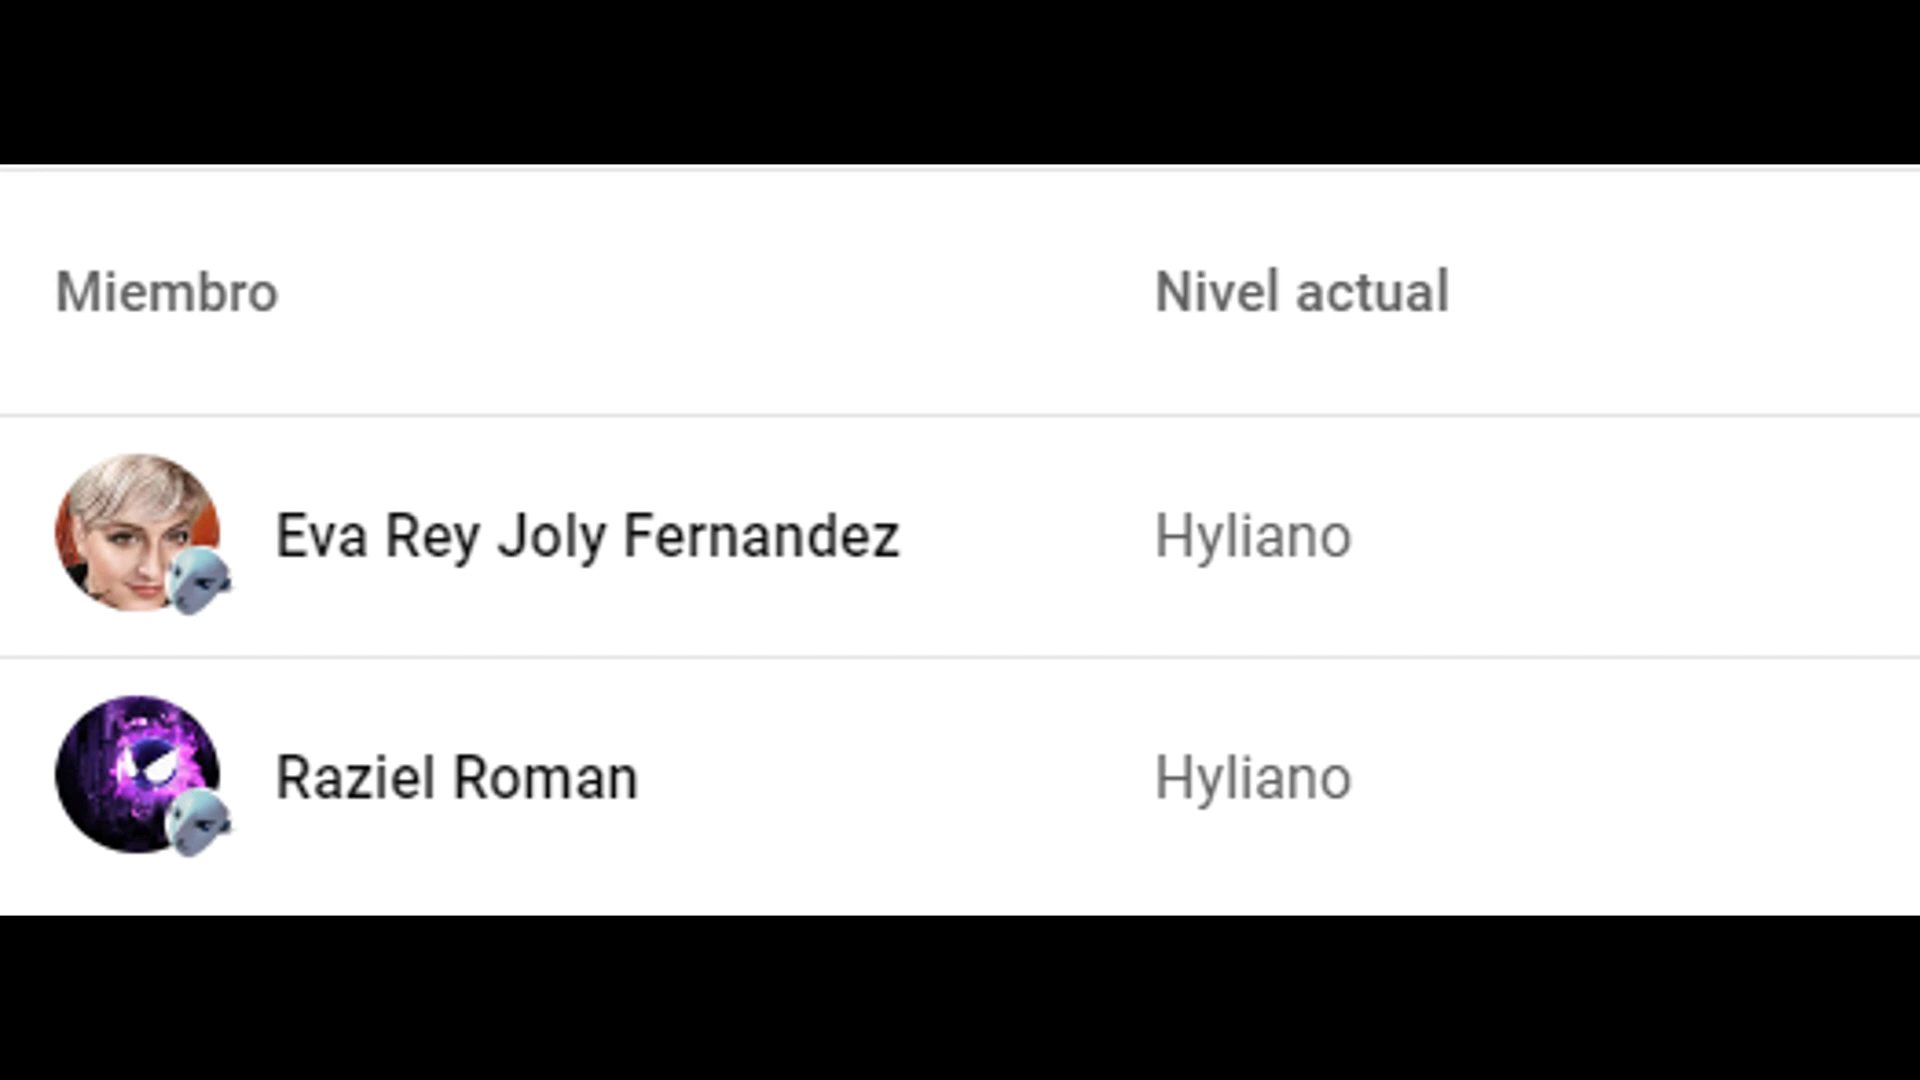 Miembro Nivel actual
Eva Rey Joly Fernandez Hyliano
Raziel Roman Hyliano